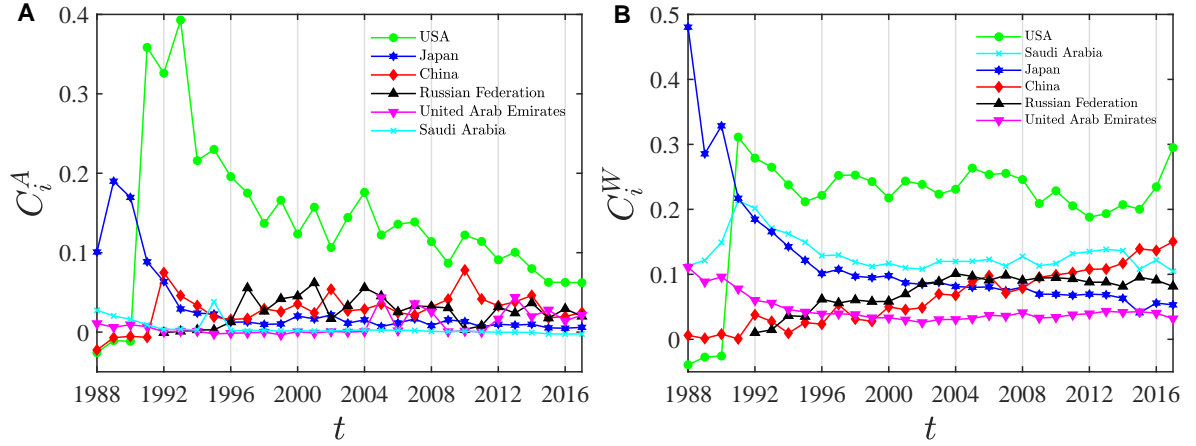 A
0.4
0.3
0.2
0.1
0
C_i^A
USA
Japan
China
Russian Federation
United Arab Emirates
Saudi Arabia
1988 1992 1996 2000 2004 2008 2012 2016
t
B
0.5
0.4
0.3
0.2
0.1
0
C_i^W
USA
Saudi Arabia
Japan
China
Russian Federation
United Arab Emirates
1988 1992 1996 2000 2004 2008 2012 2016
t